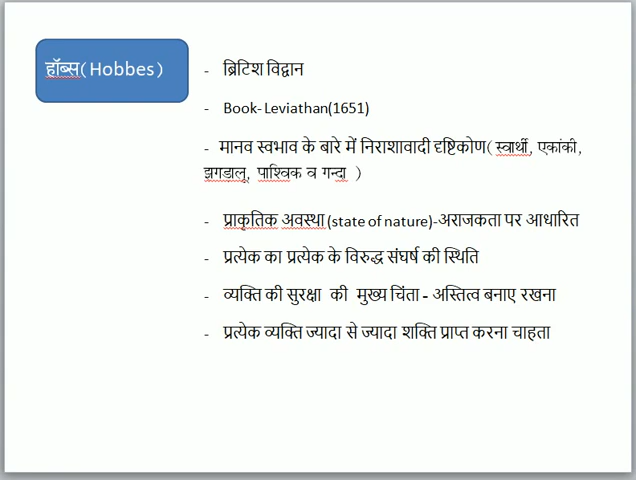 हॉब्स(Hobbes)
- ब्रिटिश विद्वान
- Book- Leviathan(1651)
- मानव स्वभाव के बारे में निराशावादी दृष्टिकोण( स्वार्थी, एकांकी,
झगडालू, पाश्विक व गन्दा )
- प्राकृतिक अवस्था(state of nature)-अराजकता पर आधारित
- प्रत्येक का प्रत्येक के विरुद्ध संघर्ष की स्थिति
- व्यक्ति की सुरक्षा की मुख्य चिंता - अस्तित्व बनाए रखना
- प्रत्येक व्यक्ति ज्यादा से ज्यादा शक्ति प्राप्त करना चाहता